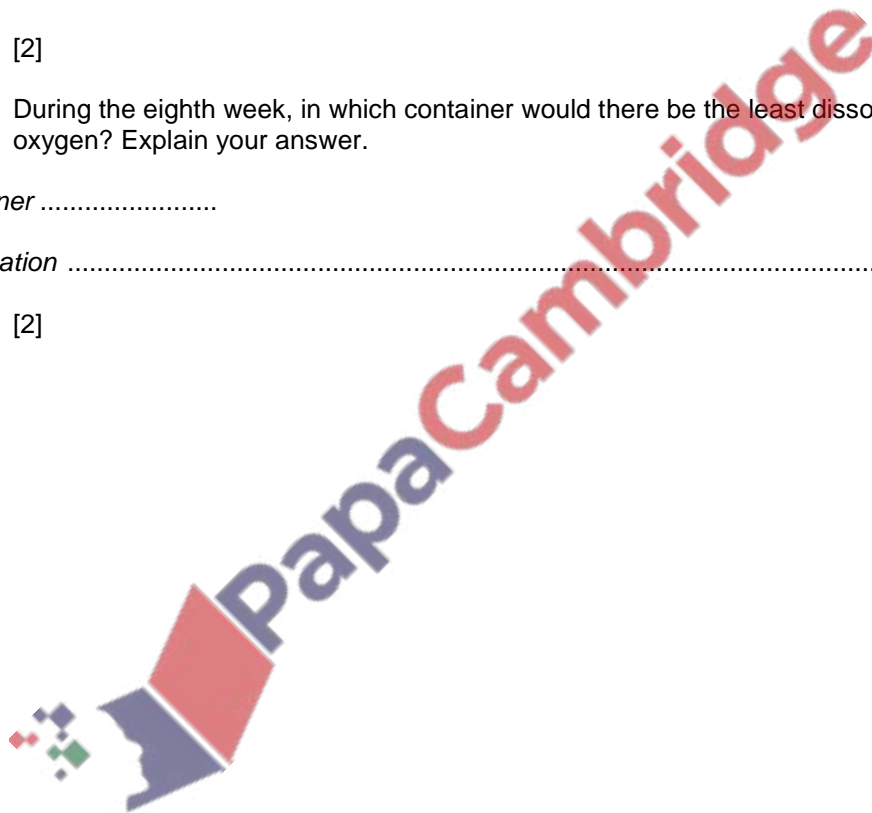 [2]
During the eighth week, in which container would there be the least disso
oxygen? Explain your answer.
ner .......................
ation ................................................................................................................
[2]
PapaCambridge